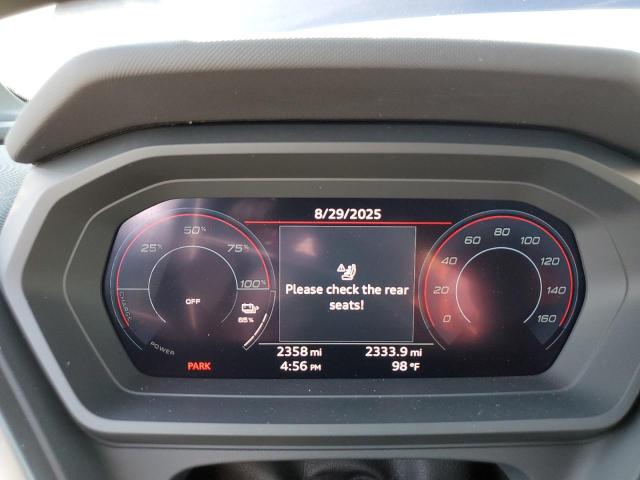 8/29/2025
50%
25%
75%
100%
OFF
CHARGE
POWER
65%
Please check the rear
seats!
80
60
100
40
120
20
140
0
160
2358 mi
2333.9 mi
PARK
4:56 PM
98 °F